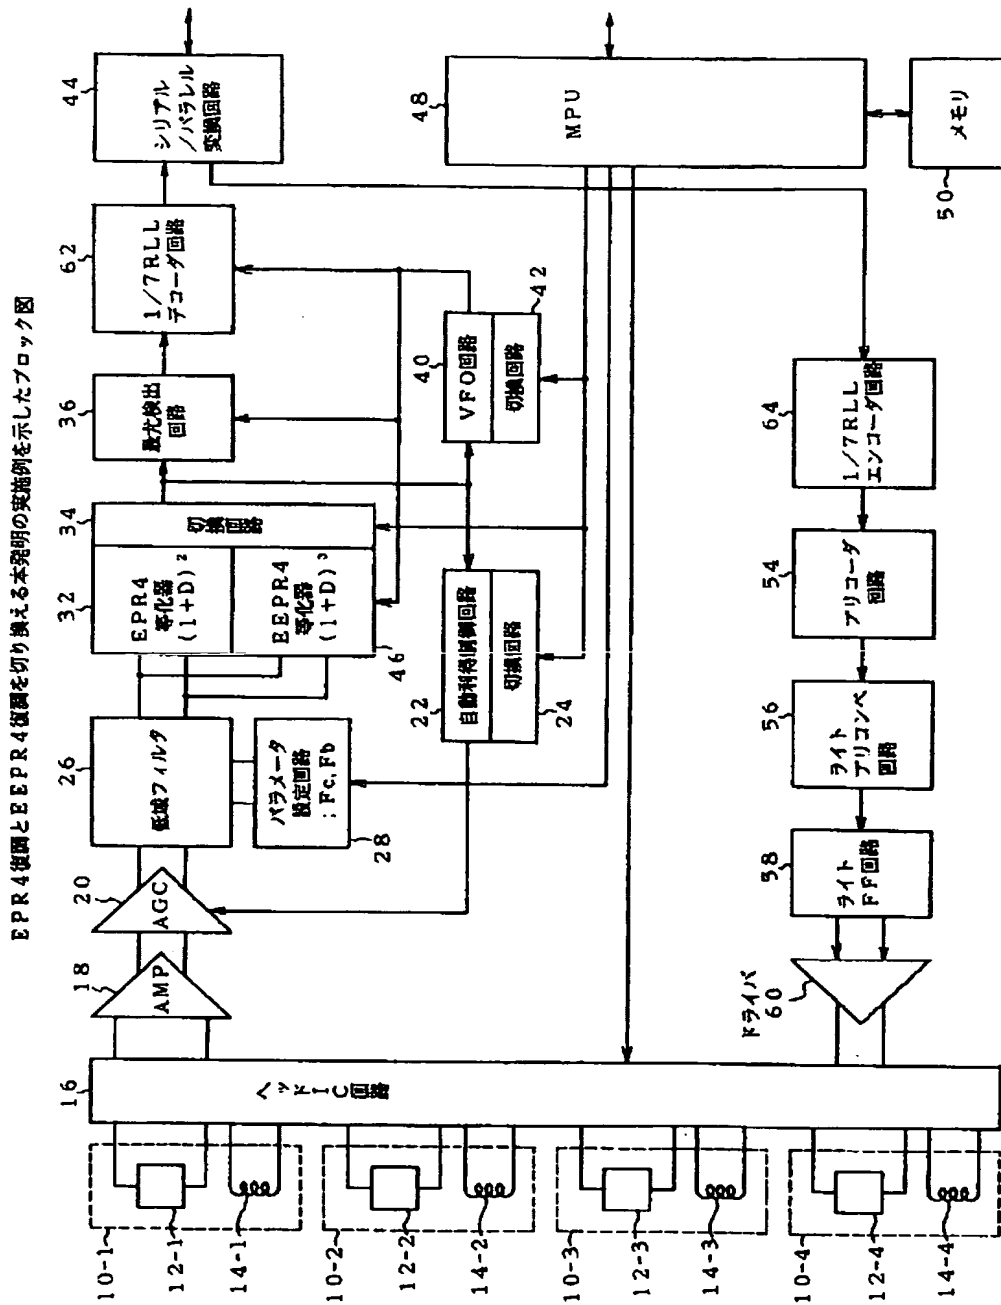 EPR4復調とEEPR4復調を切り換える本発明の実施例を示したブロック図
10-1
12-1
14-1
10-2
12-2
14-2
10-3
12-3
14-3
10-4
12-4
14-4
16
ヘッドIC回路
18
AMP
20
AGC
26
低域フィルタ
パラメータ
設定回路
; Fc, Fb
28
32
EPR4
等化器
(1+D)²
EEPR4
等化器
(1+D)³
46
34
切換回路
36
最尤検出
回路
62
1/7RLL
デコーダ回路
44
シリアル
/パラレル
変換回路
22
自動利得制御回路
切換回路
24
40
VFO回路
切換回路
42
48
MPU
メモリ
50
ドライバ
60
58
ライト
FF回路
56
ライト
プリコンペ
回路
54
プリコーダ
回路
64
1/7RLL
エンコーダ回路